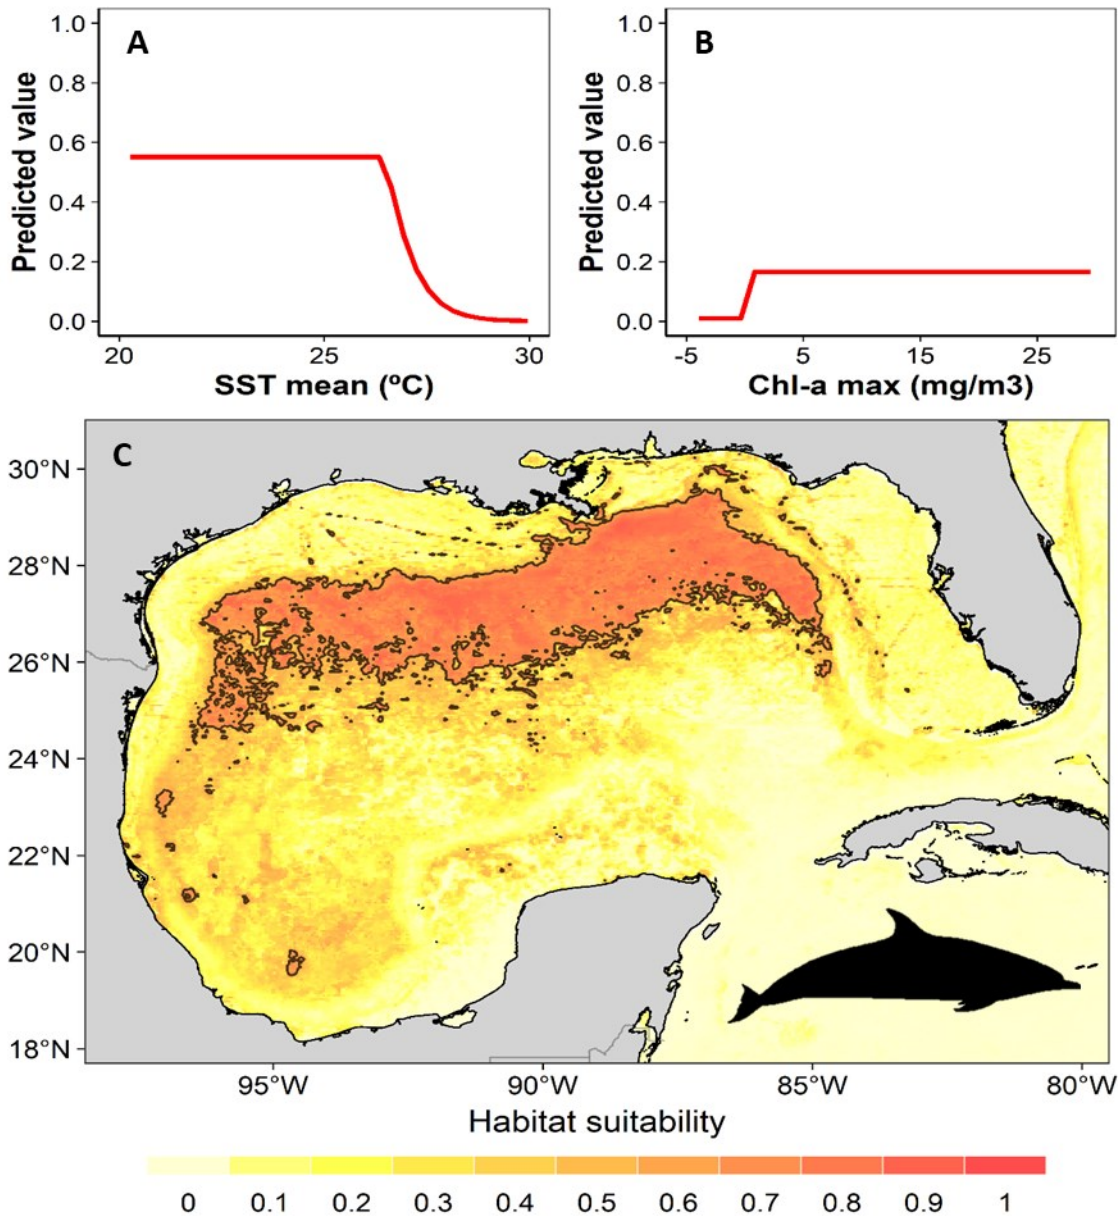 A
1.0
0.8
0.6
0.4
0.2
0.0
Predicted value
20
25
30
SST mean (ºC)
B
1.0
0.8
0.6
0.4
0.2
0.0
Predicted value
-5
5
15
25
Chl-a max (mg/m3)
C
30°N
28°N
26°N
24°N
22°N
20°N
18°N
95°W 90°W 85°W 80°W
Habitat suitability
0 0.1 0.2 0.3 0.4 0.5 0.6 0.7 0.8 0.9 1